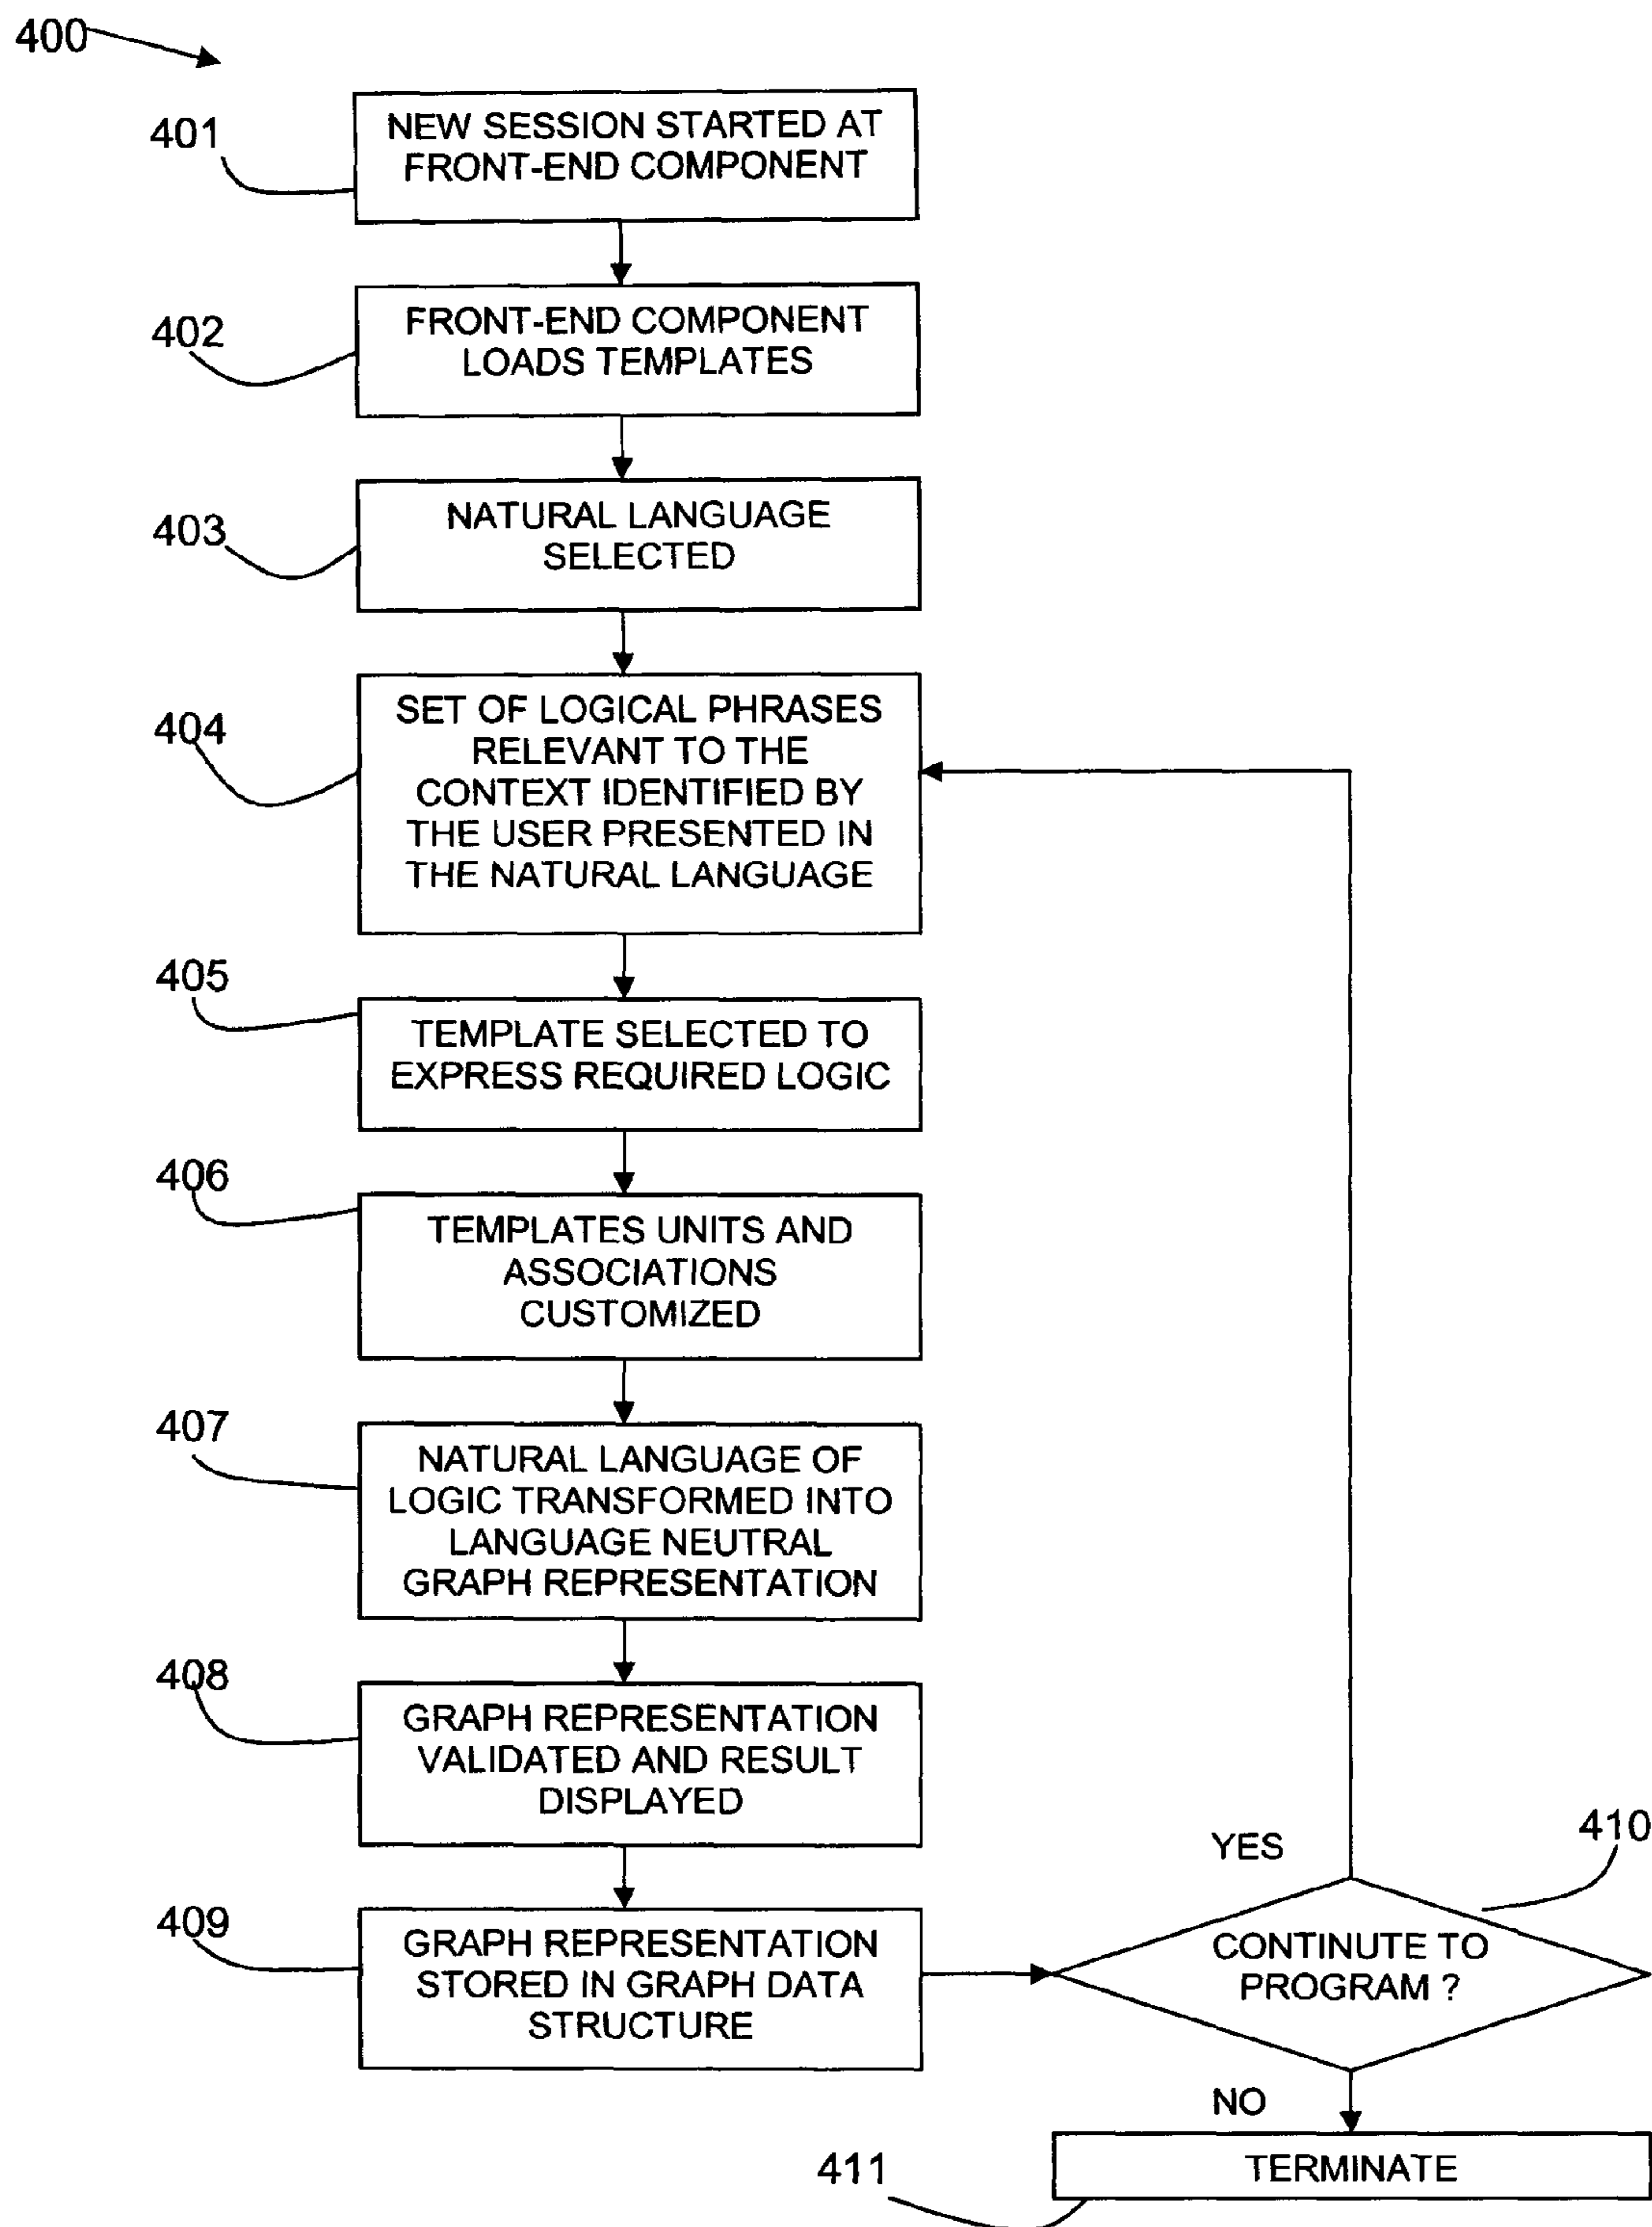 400
401
NEW SESSION STARTED AT
FRONT-END COMPONENT
402
FRONT-END COMPONENT
LOADS TEMPLATES
403
NATURAL LANGUAGE
SELECTED
404
SET OF LOGICAL PHRASES
RELEVANT TO THE
CONTEXT IDENTIFIED BY
THE USER PRESENTED IN
THE NATURAL LANGUAGE
405
TEMPLATE SELECTED TO
EXPRESS REQUIRED LOGIC
406
TEMPLATES UNITS AND
ASSOCIATIONS
CUSTOMIZED
407
NATURAL LANGUAGE OF
LOGIC TRANSFORMED INTO
LANGUAGE NEUTRAL
GRAPH REPRESENTATION
408
GRAPH REPRESENTATION
VALIDATED AND RESULT
DISPLAYED
409
GRAPH REPRESENTATION
STORED IN GRAPH DATA
STRUCTURE
YES
410
CONTINUTE TO
PROGRAM ?
NO
411
TERMINATE